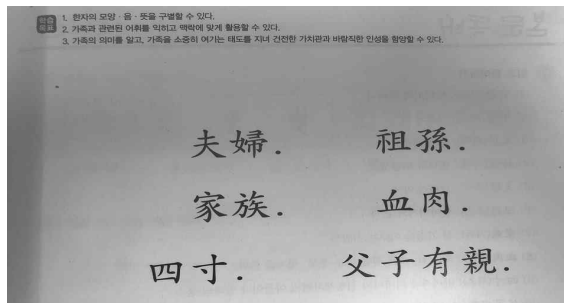 학습목표
1. 한자의 모양·음·뜻을 구별할 수 있다.
2. 가족과 관련된 어휘를 익히고 맥락에 맞게 활용할 수 있다.
3. 가족의 의미를 알고, 가족을 소중히 여기는 태도를 지녀 건전한 가치관과 바람직한 인성을 함양할 수 있다.
夫婦. 祖孫.
家族. 血肉.
四寸. 父子有親.